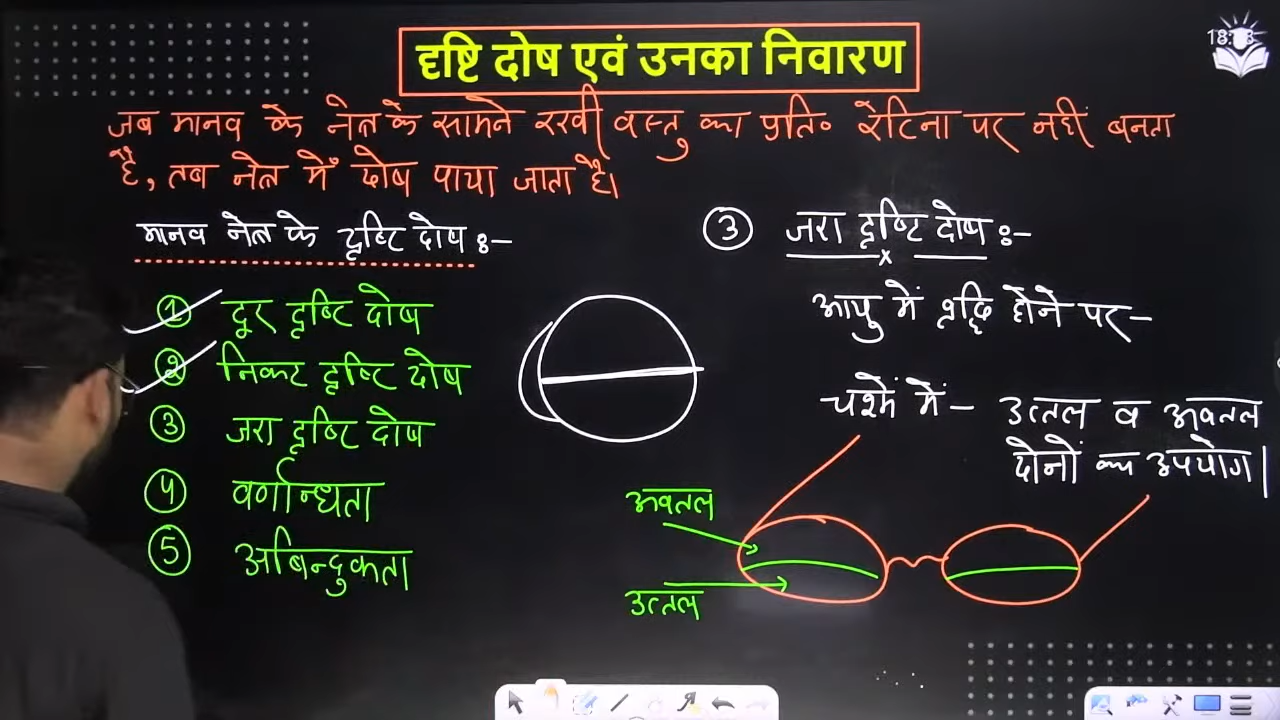 दृष्टि दोष एवं उनका निवारण
जब मानव के नेत्र के सामने रखी वस्तु का प्रति० रेटिना पर नहीं बनता
है, तब नेत्र में दोष पाया जाता है।
मानव नेत्र के दृष्टि दोष :-
① दूर दृष्टि दोष
② निकट दृष्टि दोष
③ जरा दृष्टि दोष
④ वर्णान्धता
⑤ अबिन्दुकता
③ जरा दृष्टि दोष :-
आयु में वृद्धि होने पर -
चश्में में - उत्तल व अवतल
दोनों का उपयोग।
अवतल
उत्तल